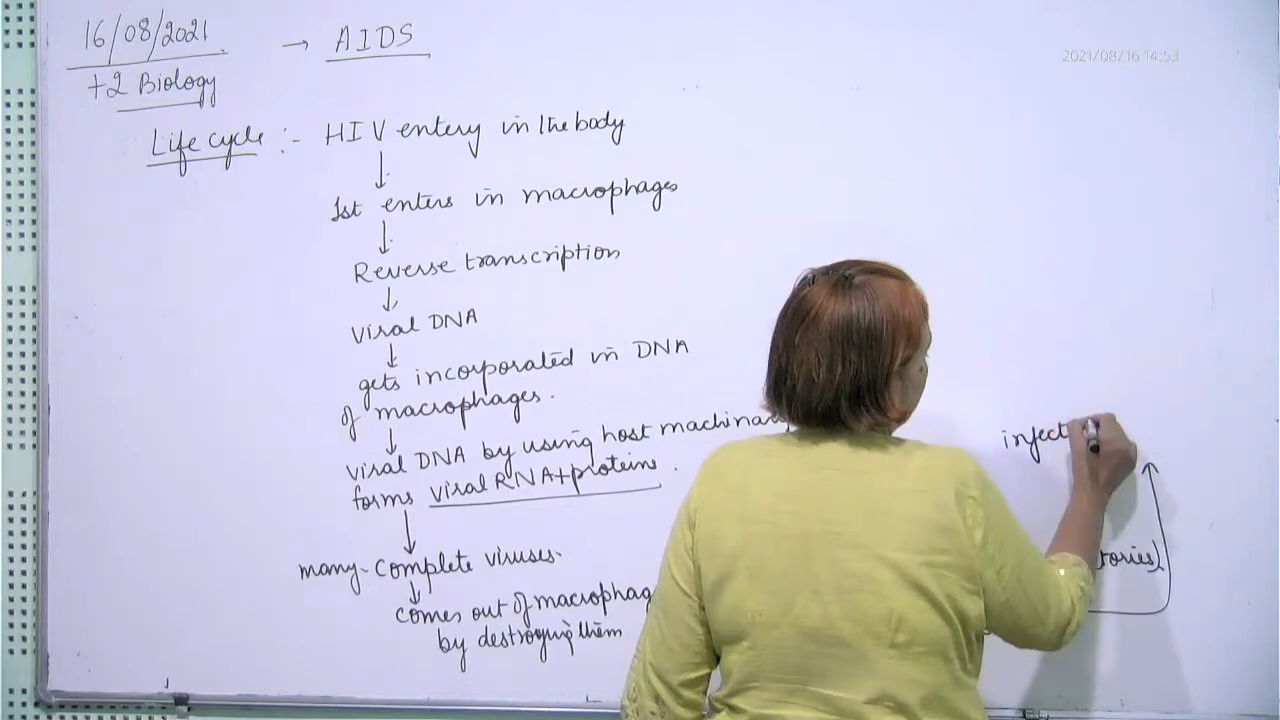 16/08/2021 → AIDS
2021/08/16 14:53
+2 Biology
Life cycle :- HIV entery in the body
↓
1st enters in macrophages
↓
Reverse transcription
↓
Viral DNA
↓
gets incorporated in DNA
of macrophages.
↓
viral DNA by using host machinary
forms viral RNA+proteins.
↓
many complete viruses.
↓
comes out of macrophag
by destroying them
infect
tories)